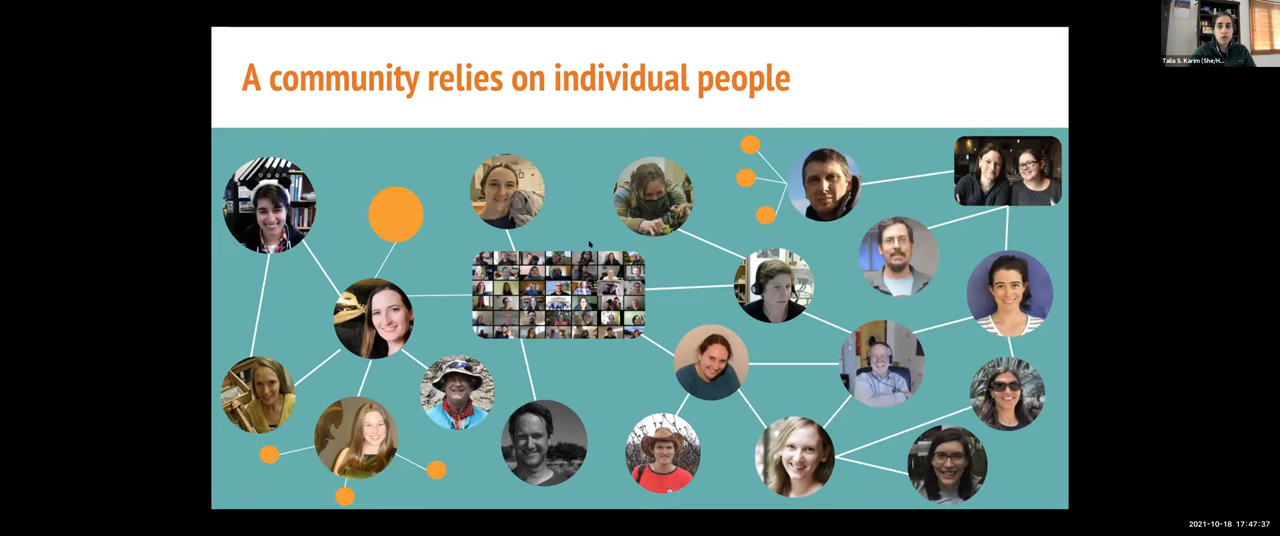 A community relies on individual people
Talia S. Karim (She/H...
2021-10-18 17:47:37